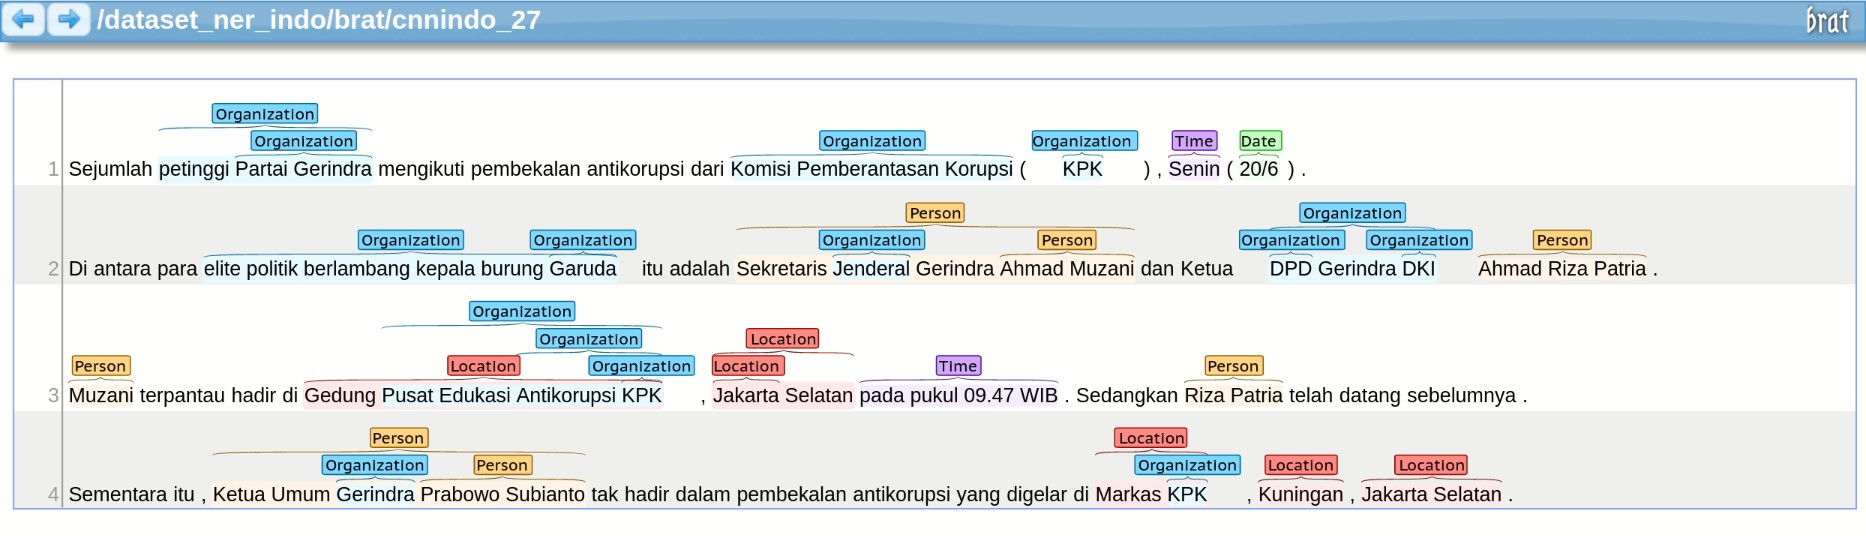 /dataset_ner_indo/brat/cnnindo_27
brat
Organization
Organization Organization Organization Time Date
1 Sejumlah petinggi Partai Gerindra mengikuti pembekalan antikorupsi dari Komisi Pemberantasan Korupsi ( KPK ) , Senin ( 20/6 ) .
Person Organization
Organization Organization Organization Person Organization Organization Person
2 Di antara para elite politik berlambang kepala burung Garuda itu adalah Sekretaris Jenderal Gerindra Ahmad Muzani dan Ketua DPD Gerindra DKI Ahmad Riza Patria .
Organization
Organization Location
Person Location Organization Location Time Person
3 Muzani terpantau hadir di Gedung Pusat Edukasi Antikorupsi KPK , Jakarta Selatan pada pukul 09.47 WIB . Sedangkan Riza Patria telah datang sebelumnya .
Person Location
Organization Person Organization Location Location
4 Sementara itu , Ketua Umum Gerindra Prabowo Subianto tak hadir dalam pembekalan antikorupsi yang digelar di Markas KPK , Kuningan , Jakarta Selatan .